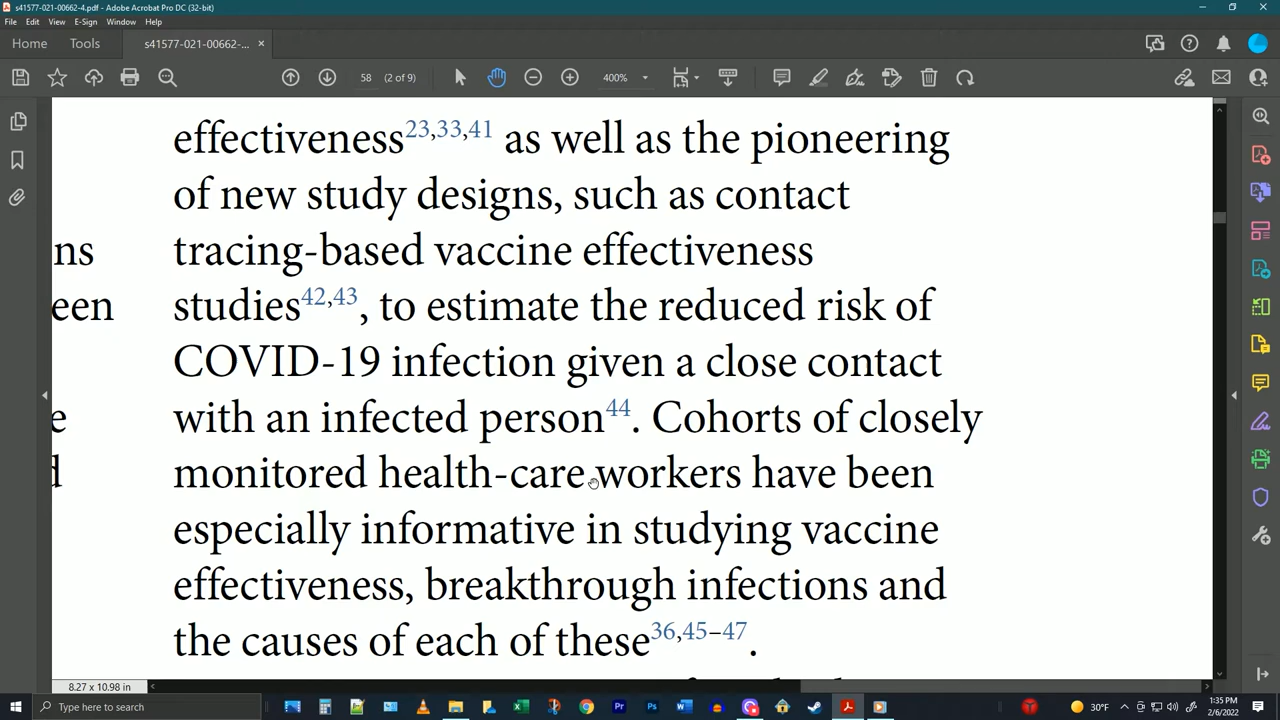 s41577-021-00662-4.pdf - Adobe Acrobat Pro DC (32-bit)
File Edit View E-Sign Window Help
Home Tools s41577-021-00662-... ×
58 (2 of 9) 400%
effectiveness23,33,41 as well as the pioneering
of new study designs, such as contact
tracing-based vaccine effectiveness
studies42,43, to estimate the reduced risk of
COVID-19 infection given a close contact
with an infected person44. Cohorts of closely
monitored health-care workers have been
especially informative in studying vaccine
effectiveness, breakthrough infections and
the causes of each of these36,45–47.
ns
een
e
d
8.27 x 10.98 in
Type here to search
30°F
1:35 PM
2/6/2022